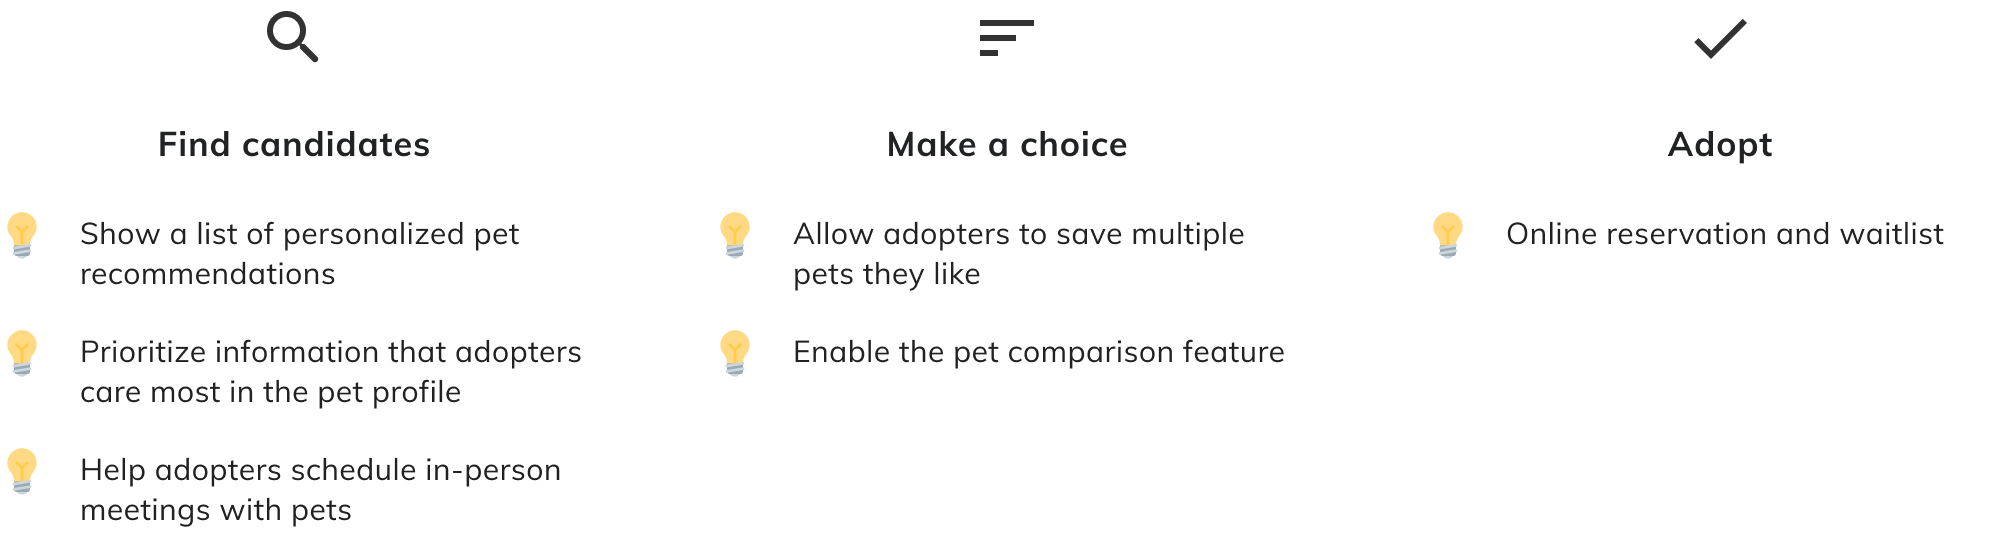 Find candidates
Show a list of personalized pet
recommendations
Prioritize information that adopters
care most in the pet profile
Help adopters schedule in-person
meetings with pets
Make a choice
Allow adopters to save multiple
pets they like
Enable the pet comparison feature
Adopt
Online reservation and waitlist